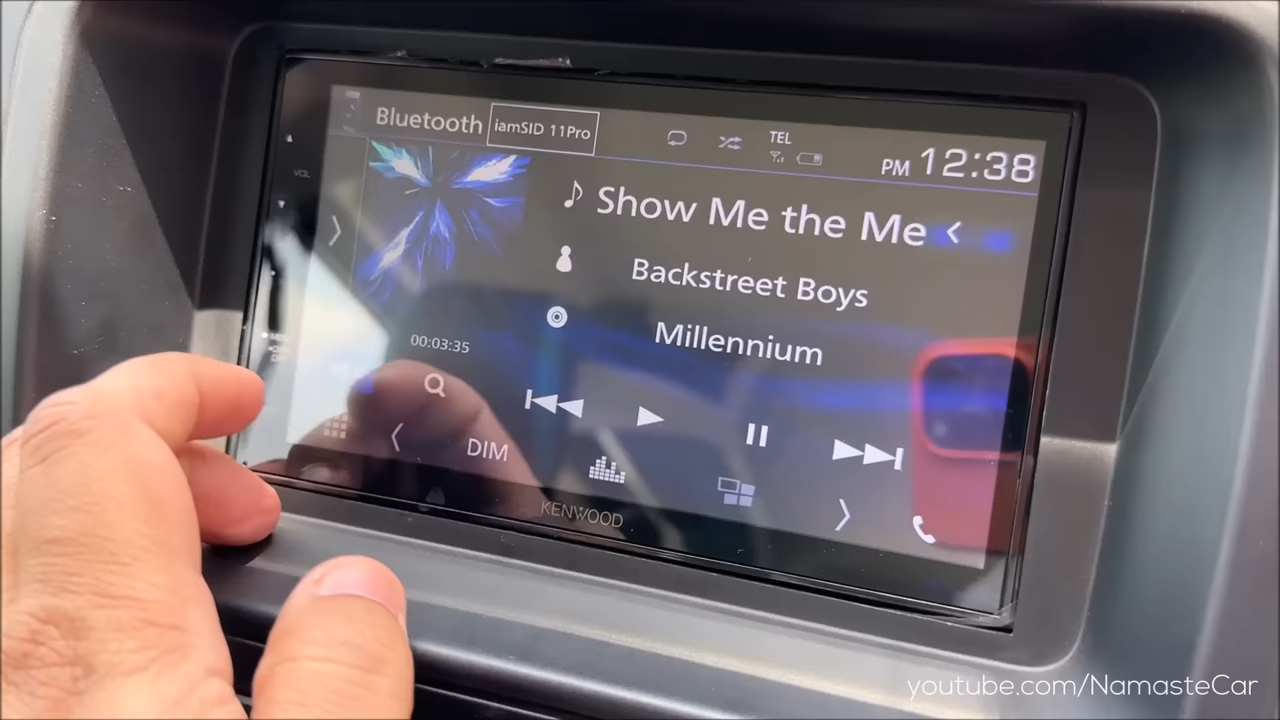 Bluetooth iamSID 11Pro TEL PM 12:38
VOL
Show Me the Me
Backstreet Boys
Millennium
00:03:35
DIM
KENWOOD
youtube.com/NamasteCar